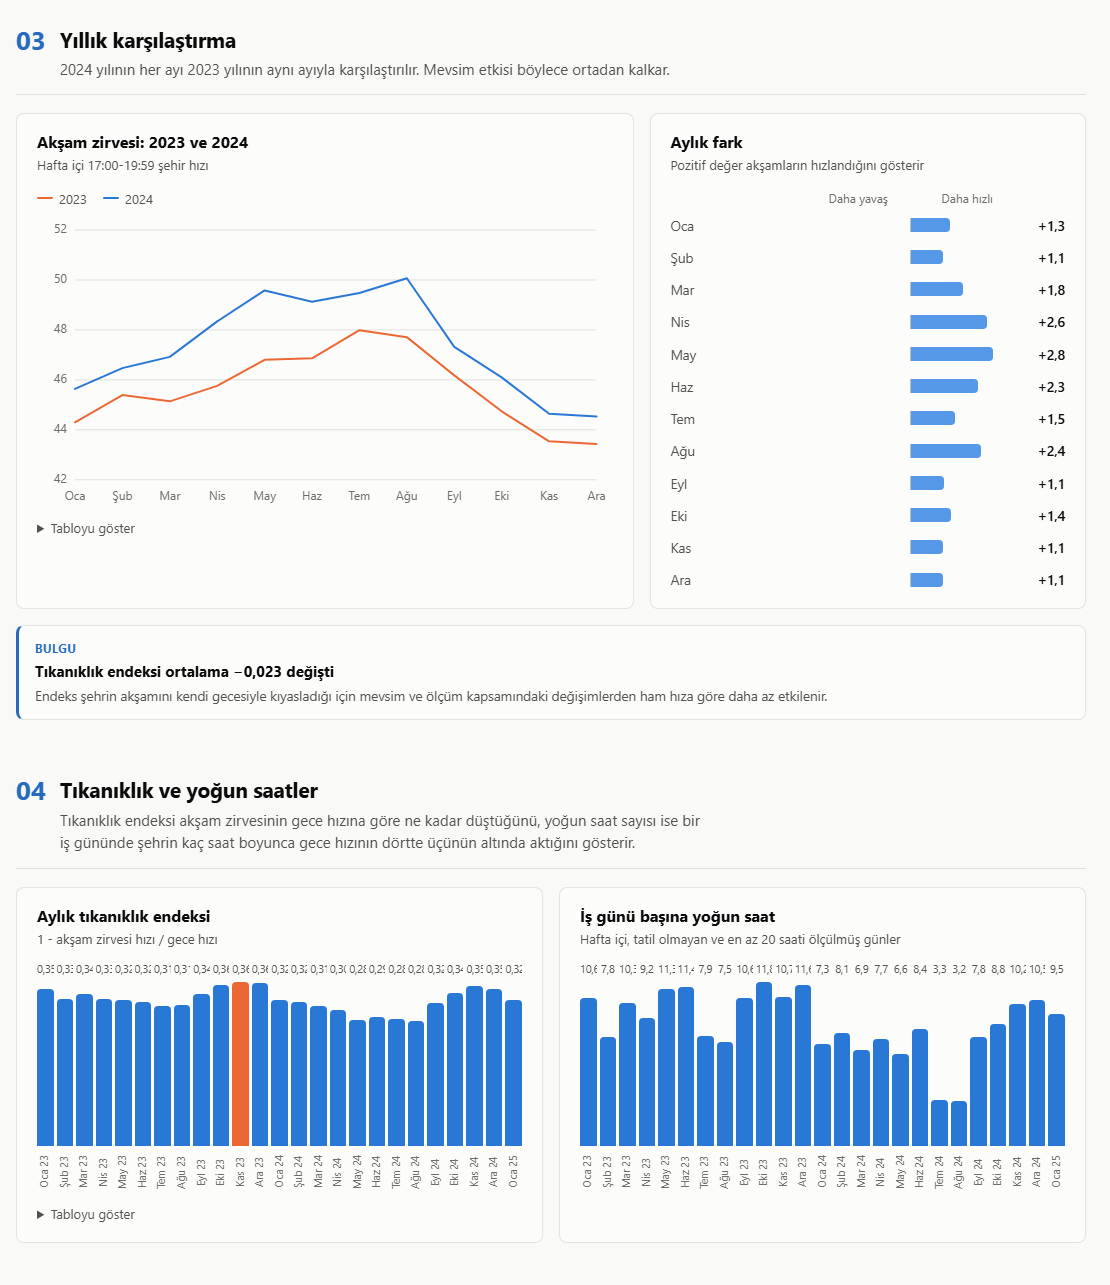 03 Yıllık karşılaştırma
2024 yılının her ayı 2023 yılının aynı ayıyla karşılaştırılır. Mevsim etkisi böylece ortadan kalkar.
Akşam zirvesi: 2023 ve 2024
Hafta içi 17:00-19:59 şehir hızı
2023 2024
52
50
48
46
44
42
Oca Şub Mar Nis May Haz Tem Ağu Eyl Eki Kas Ara
▶ Tabloyu göster
Aylık fark
Pozitif değer akşamların hızlandığını gösterir
Daha yavaş Daha hızlı
Oca +1,3
Şub +1,1
Mar +1,8
Nis +2,6
May +2,8
Haz +2,3
Tem +1,5
Ağu +2,4
Eyl +1,1
Eki +1,4
Kas +1,1
Ara +1,1
BULGU
Tıkanıklık endeksi ortalama −0,023 değişti
Endeks şehrin akşamını kendi gecesiyle kıyasladığı için mevsim ve ölçüm kapsamındaki değişimlerden ham hıza göre daha az etkilenir.
04 Tıkanıklık ve yoğun saatler
Tıkanıklık endeksi akşam zirvesinin gece hızına göre ne kadar düştüğünü, yoğun saat sayısı ise bir
iş gününde şehrin kaç saat boyunca gece hızının dörtte üçünün altında aktığını gösterir.
Aylık tıkanıklık endeksi
1 - akşam zirvesi hızı / gece hızı
Oca 23 Şub 23 Mar 23 Nis 23 May 23 Haz 23 Tem 23 Ağu 23 Eyl 23 Eki 23 Kas 23 Ara 23 Oca 24 Şub 24 Mar 24 Nis 24 May 24 Haz 24 Tem 24 Ağu 24 Eyl 24 Eki 24 Kas 24 Ara 24 Oca 25
▶ Tabloyu göster
İş günü başına yoğun saat
Hafta içi, tatil olmayan ve en az 20 saati ölçülmüş günler
7,8 9,2 7,9 7,5 7,3 8,1 6,9 7,7 6,6 8,4 3,3 3,2 7,8 8,8 9,5
Oca 23 Şub 23 Mar 23 Nis 23 May 23 Haz 23 Tem 23 Ağu 23 Eyl 23 Eki 23 Kas 23 Ara 23 Oca 24 Şub 24 Mar 24 Nis 24 May 24 Haz 24 Tem 24 Ağu 24 Eyl 24 Eki 24 Kas 24 Ara 24 Oca 25